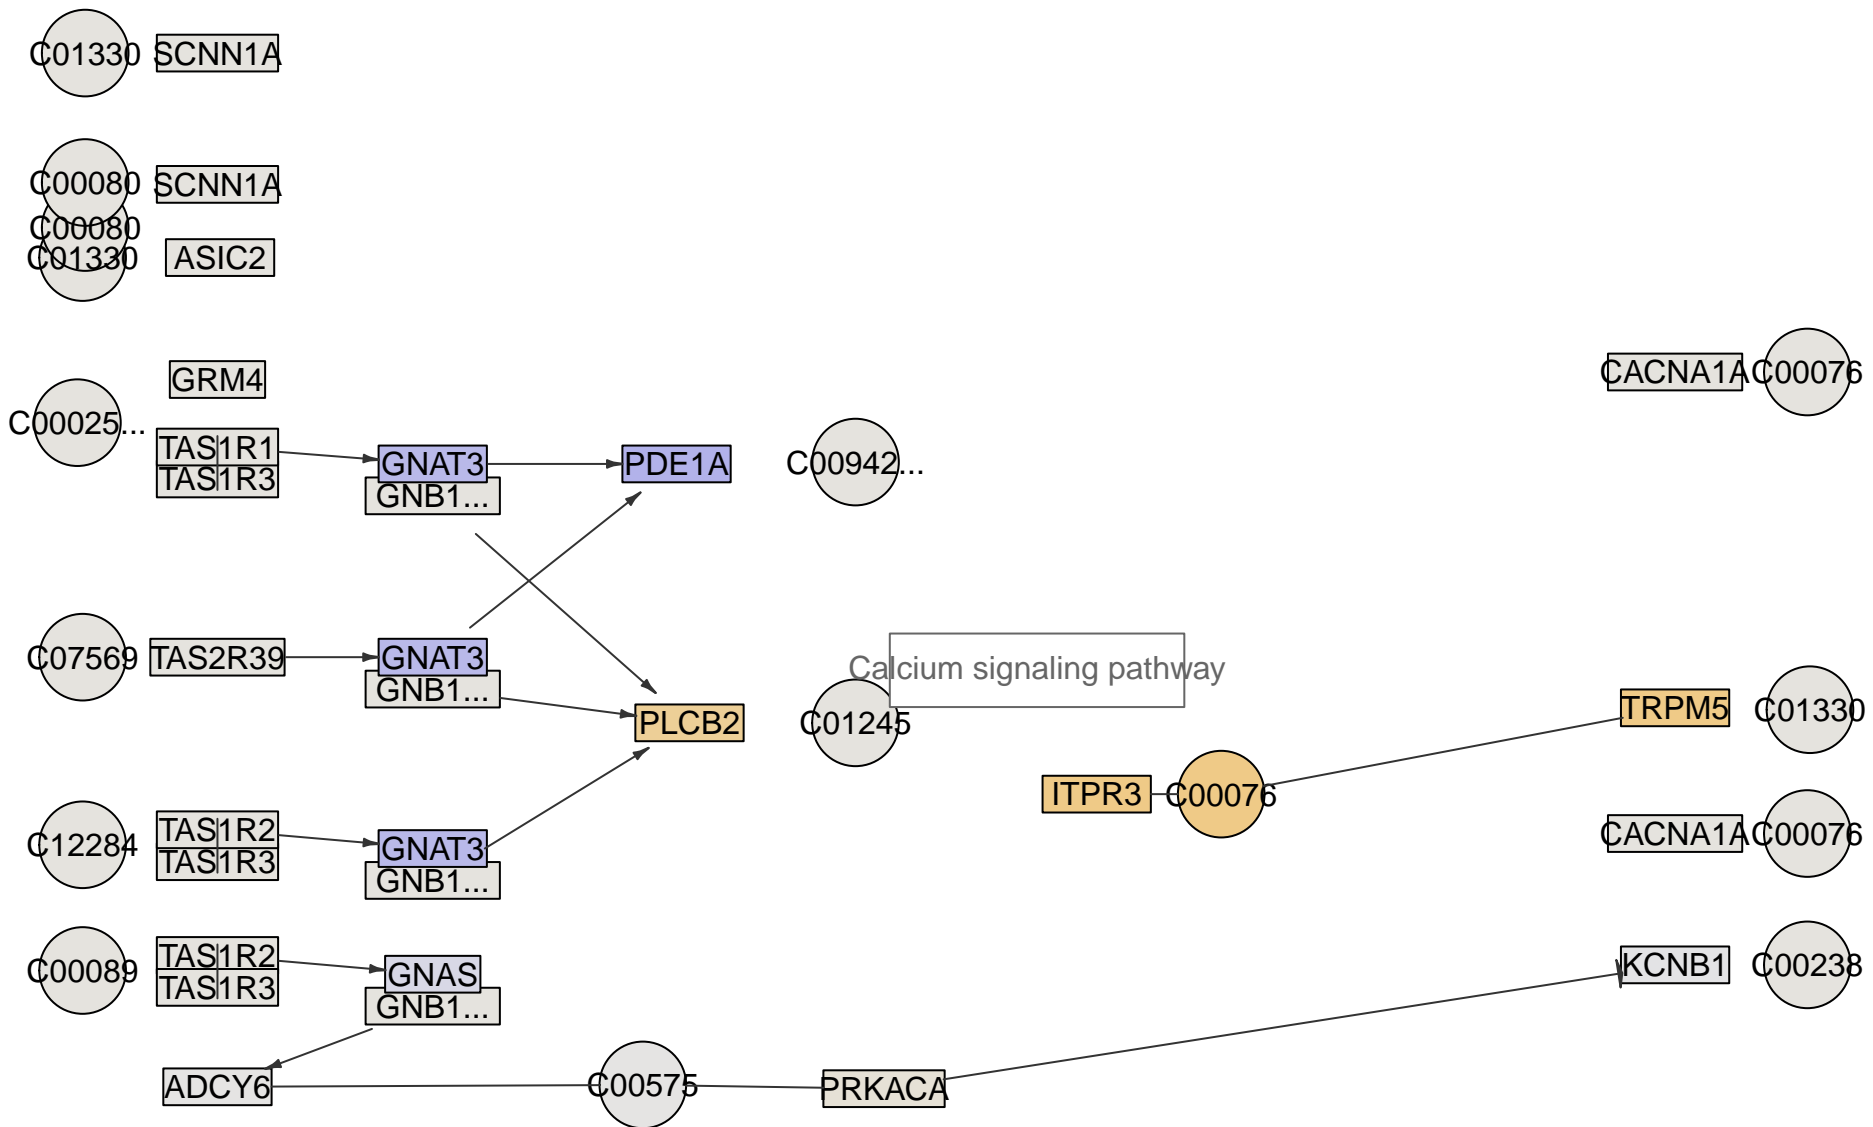 C01330 SCNN1A
C00080 SCNN1A
C00080
C01330 ASIC2
GRM4
CACNA1A C00076
C00025...
TAS1R1
GNAT3 PDE1A C00942...
TAS1R3
GNB1...
C07569 TAS2R39 GNAT3
Calcium signaling pathway
GNB1...
PLCB2 C01245
TRPM5 C01330
ITPR3 C00076
TAS1R2
C12284 GNAT3
CACNA1A C00076
TAS1R3
GNB1...
TAS1R2
C00089 GNAS
KCNB1 C00238
TAS1R3
GNB1...
ADCY6 C00575 PRKACA